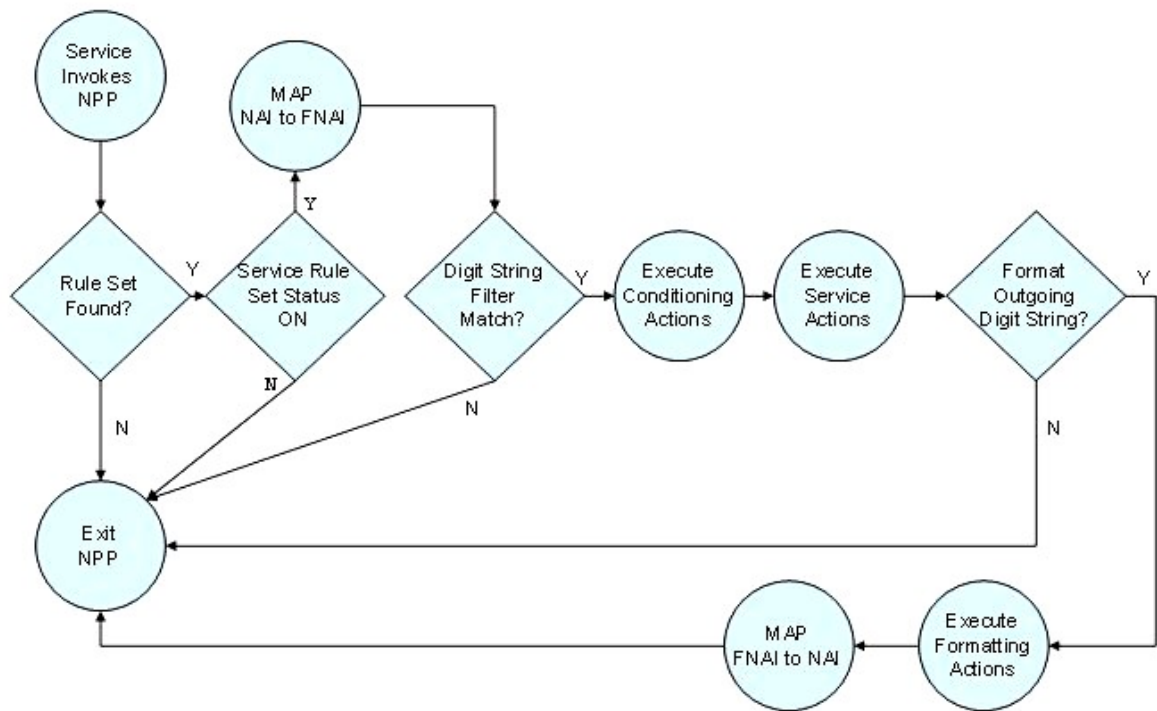 Service
Invokes
NPP
MAP
NAI to FNAI
Y
Rule Set
Found?
Y
Service Rule
Set Status
ON
Digit String
Filter
Match?
Y
Execute
Conditioning
Actions
Execute
Service
Actions
Format
Outgoing
Digit String?
Y
N
N
N
N
Exit
NPP
MAP
FNAI to NAI
Execute
Formatting
Actions